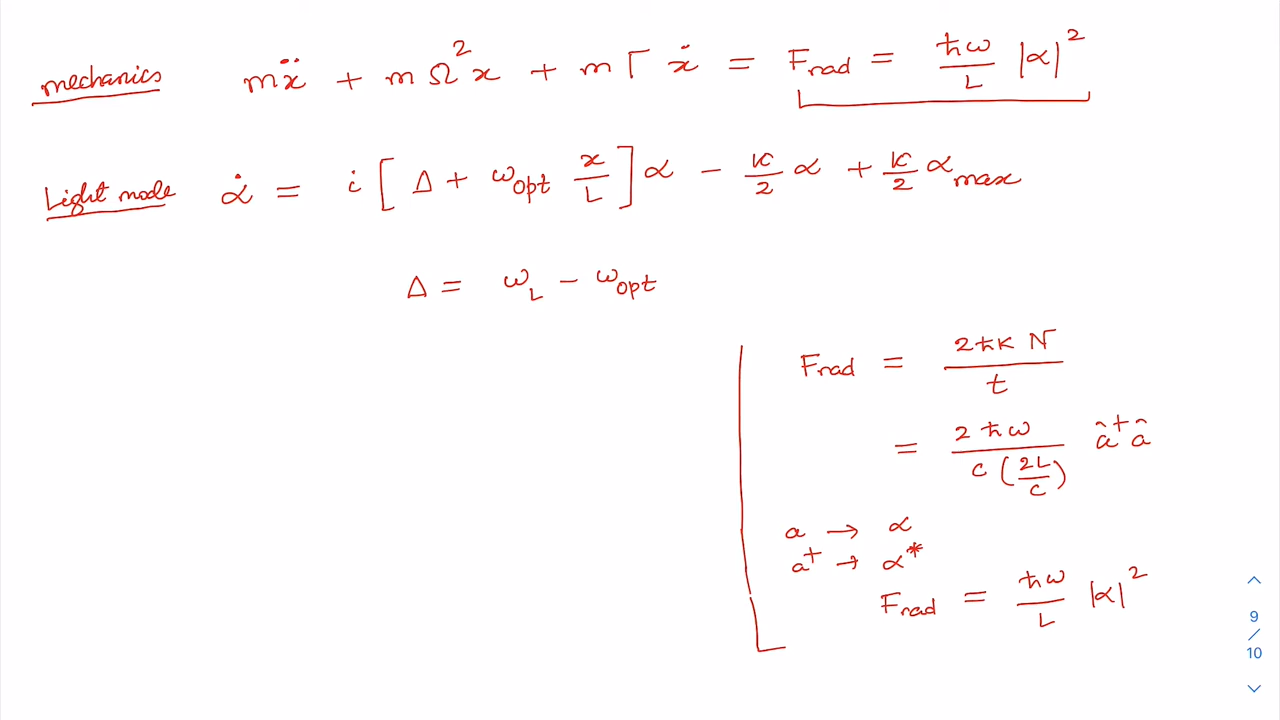 mechanics mẍ + mΩ²x + mΓẋ = Frad = ℏω/L |α|²
Light mode α̇ = i [ Δ + ωopt x/L ] α − κ/2 α + κ/2 αmax
Δ = ωL − ωopt
Frad = 2ℏK N / t
= 2ℏω / c (2L/c) â†â
a → α
a† → α*
Frad = ℏω/L |α|²
9
/
10